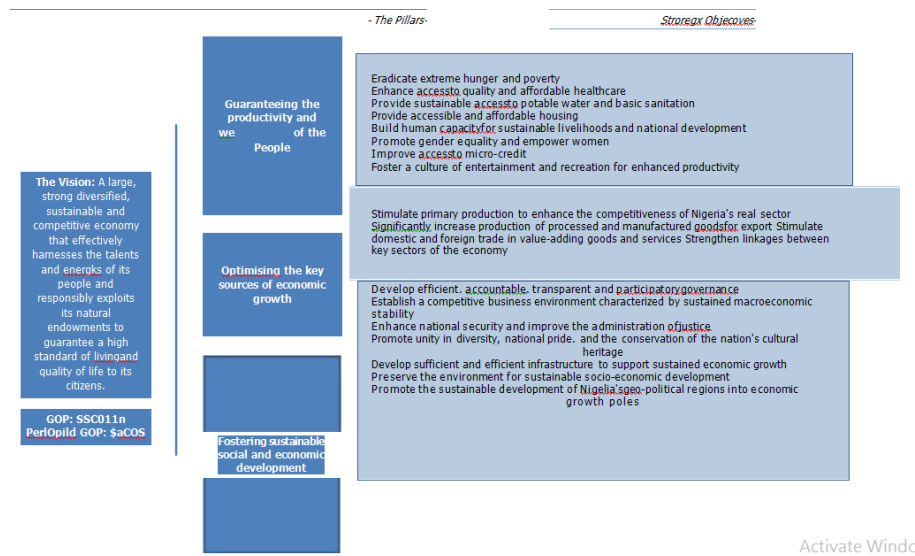 - The Pillars-
Stroregx Objecoves-
Guaranteeing the
productivity and
we of the
People
Eradicate extreme hunger and poverty
Enhance accessto quality and affordable healthcare
Provide sustainable accessto potable water and basic sanitation
Provide accessible and affordable housing
Build human capacityfor sustainable livelihoods and national development
Promote gender equality and empower women
Improve accessto micro-credit
Foster a culture of entertainment and recreation for enhanced productivity
The Vision: A large,
strong diversified,
sustainable and
competitive economy
that effectively
harnesses the talents
and energks of its
people and
responsibly exploits
its natural
endowments to
guarantee a high
standard of livingand
quality of life to its
citizens.
GOP: SSC011n
PerlOpild GOP: $aCOS
Optimising the key
sources of economic
growth
Stimulate primary production to enhance the competitiveness of Nigeria's real sector
Significantly increase production of processed and manufactured goodsfor export Stimulate
domestic and foreign trade in value-adding goods and services Strengthen linkages between
key sectors of the economy
Fostering sustainable
social and economic
development
Develop efficient. accountable. transparent and participatory.governance
Establish a competitive business environment characterized by sustained macroeconomic
stability
Enhance national security and improve the administration ofjustice
Promote unity in diversity, national pride. and the conservation of the nation's cultural
heritage
Develop sufficient and efficient infrastructure to support sustained economic growth
Preserve the environment for sustainable socio-economic development
Promote the sustainable development of Nigelia'sgeo-political regions into economic
growth poles
Activate Windo